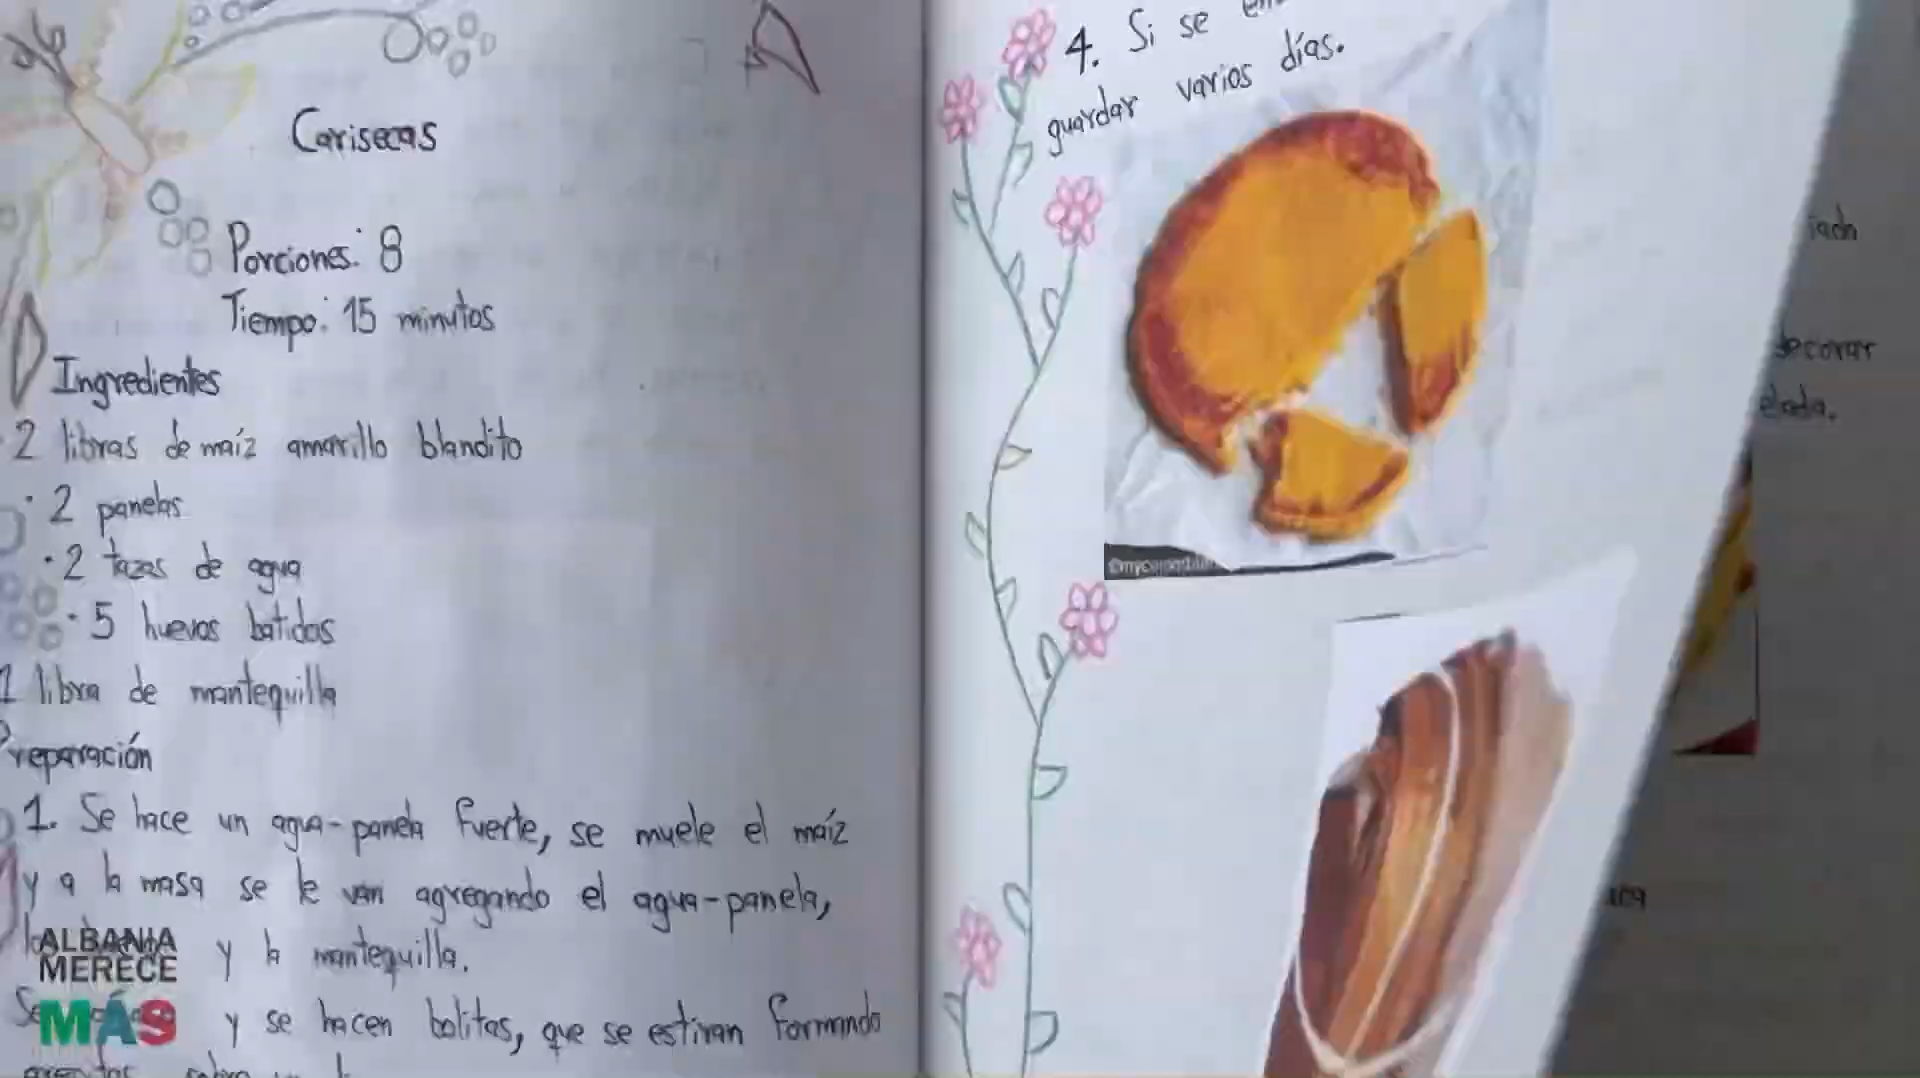 Carisecas
Porciones: 8
Tiempo: 15 minutos
Ingredientes
2 libras de maíz amarillo blandito
· 2 panelas
· 2 tazas de agua
· 5 huevos batidos
1 libra de mantequilla
Preparación
1. Se hace un agua-panela fuerte, se muele el maíz
y a la masa se le van agregando el agua-panela,
y la mantequilla.
y se hacen bolitas, que se estiran formando
ALBANIA
MERECE
MÁS
4. Si se
guardar varios días.
decorar